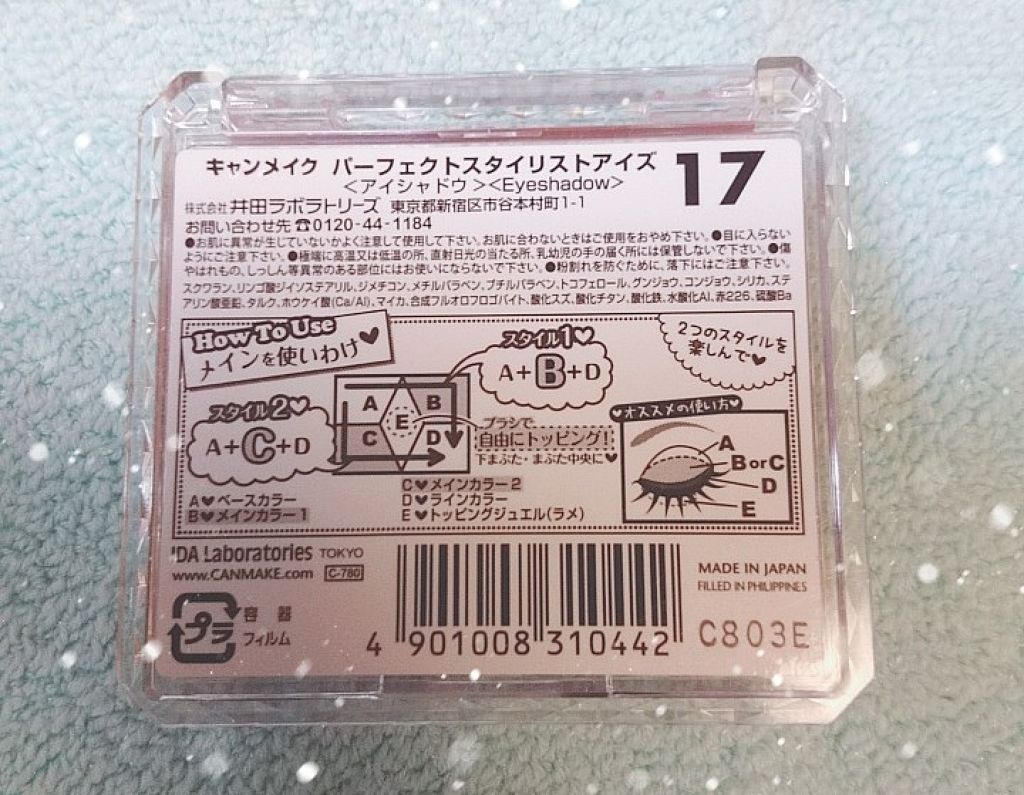 キャンメイク パーフェクトスタイリストアイズ 17
<アイシャドウ><Eyeshadow>
株式会社 井田ラボラトリーズ 東京都新宿区市谷本村町1-1
お問い合わせ先 ☎0120-44-1184
●お肌に異常が生じていないかよく注意して使用して下さい。お肌に合わないときはご使用をおやめ下さい。●目に入らない
ようにご注意下さい。●極端に高温又は低温の所、直射日光の当たる所、乳幼児の手の届く所には保管しないで下さい。●傷
やはれもの、しっしん等異常のある部位にはお使いにならないで下さい。●粉割れを防ぐために、落下にはご注意下さい。
スクワラン、リンゴ酸ジイソステアリル、ジメチコン、メチルパラベン、ブチルパラベン、トコフェロール、グンジョウ、コンジョウ、シリカ、ステ
アリン酸亜鉛、タルク、ホウケイ酸(Ca/Al)、マイカ、合成フルオロフロゴパイト、酸化スズ、酸化チタン、酸化鉄、水酸化Al、赤226、硫酸Ba
How To Use
メインを使いわけ♥
スタイル1♥
A+B+D
2つのスタイルを
楽しんで♥
スタイル2♥
A+C+D
A B
E
C D
ブラシで
自由にトッピング!
下まぶた・まぶた中央に♥
♥オススメの使い方♥
A
B or C
D
E
A♥ベースカラー
B♥メインカラー1
C♥メインカラー2
D♥ラインカラー
E♥トッピングジュエル(ラメ)
IDA Laboratories TOKYO
www.CANMAKE.com C-780
MADE IN JAPAN
FILLED IN PHILIPPINES
プラ
容器
フィルム
4 901008 310442
C803E